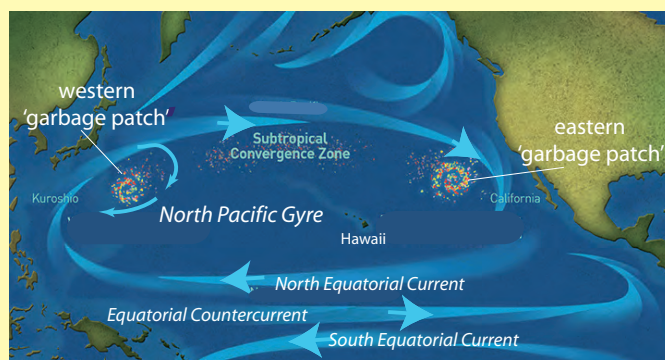 western
'garbage patch'
eastern
'garbage patch'
Subtropical
Convergence Zone
Kuroshio
California
North Pacific Gyre
Hawaii
North Equatorial Current
Equatorial Countercurrent
South Equatorial Current